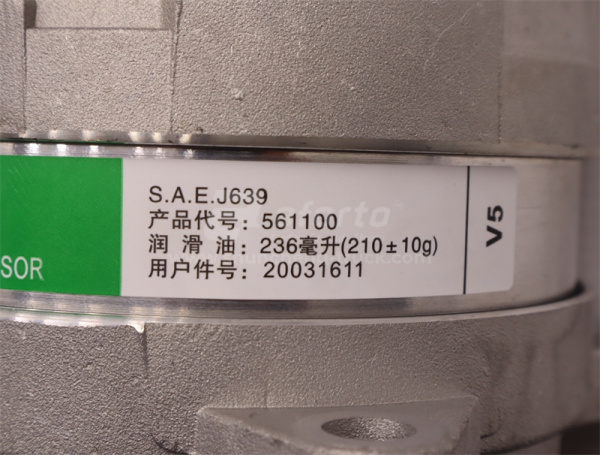 SOR
S.A.E.J639
产品代号：561100
润 滑 油：236毫升(210±10g)
用户件号：20031611
V5